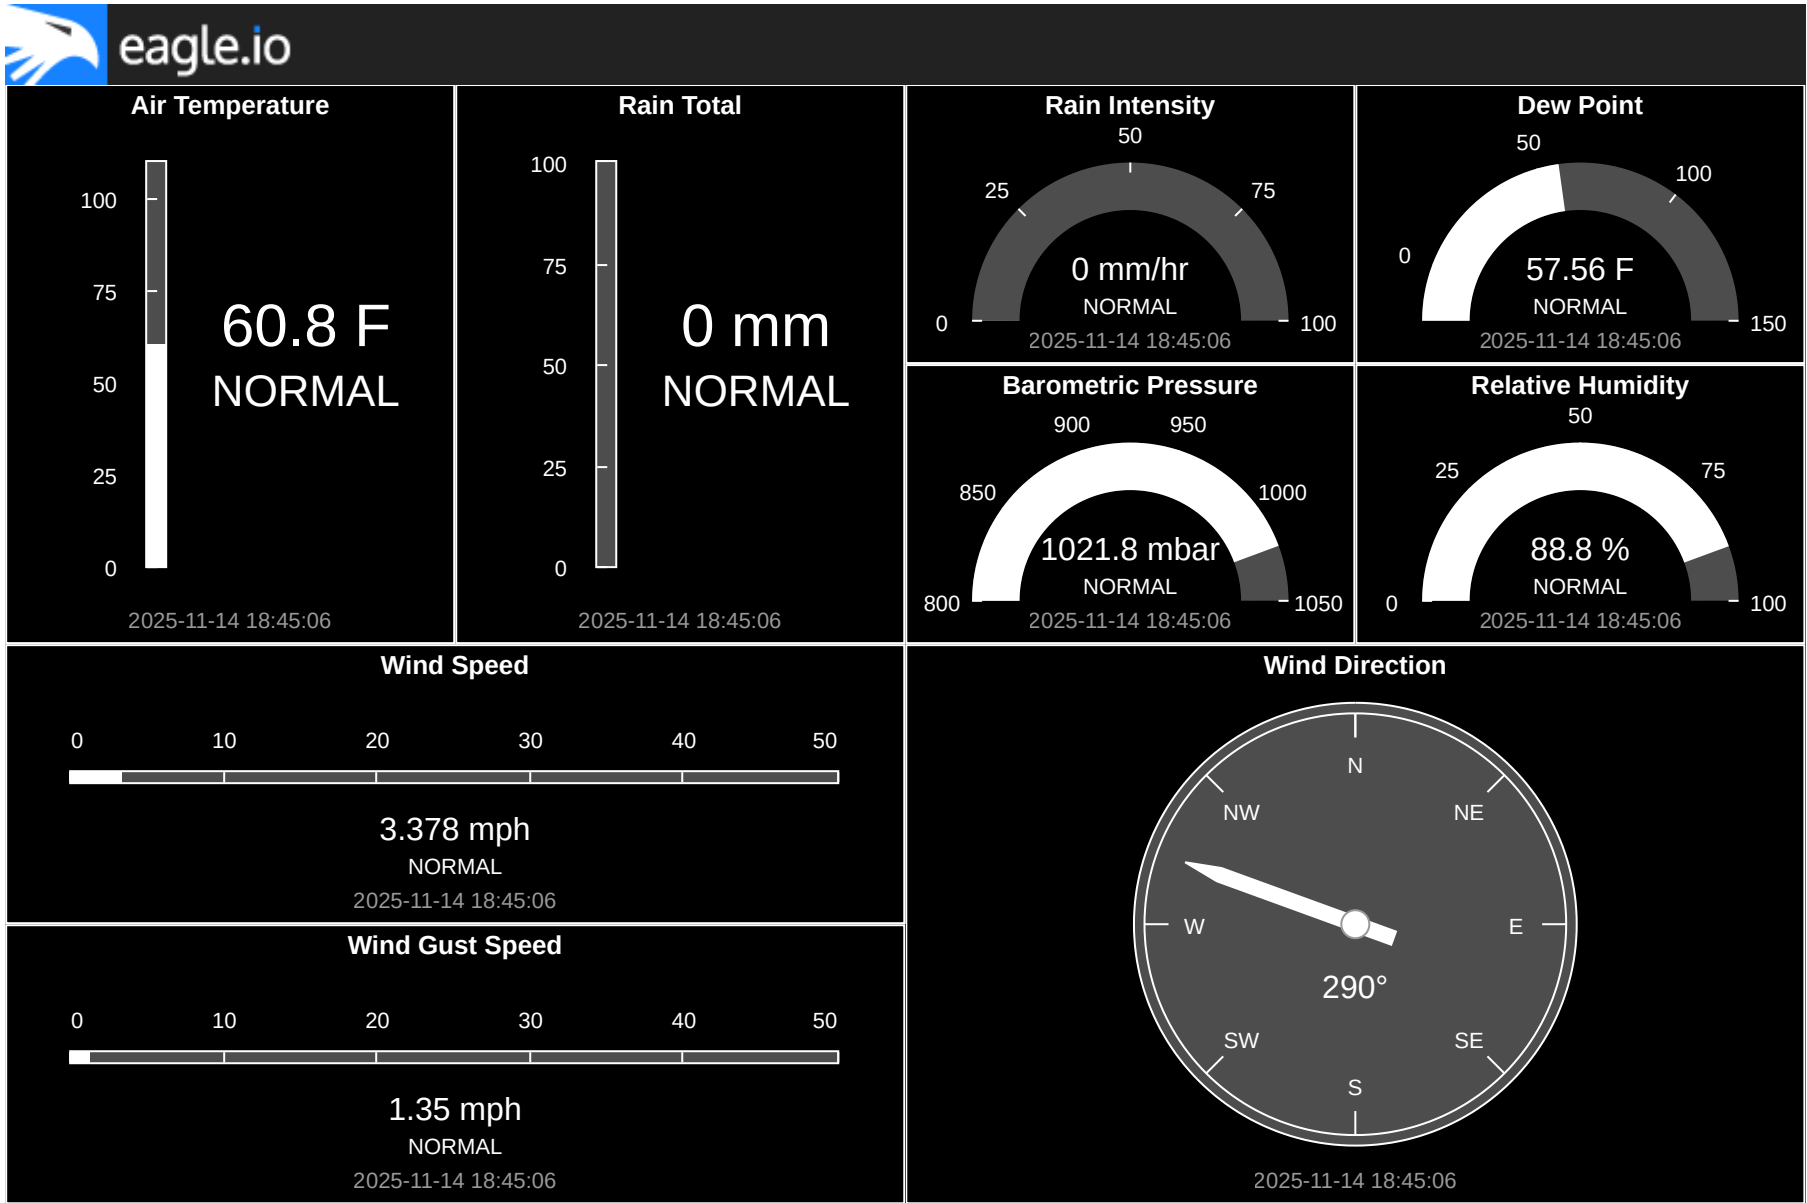 eagle.io
Air Temperature
100
75
50
25
0
60.8 F
NORMAL
2025-11-14 18:45:06
Rain Total
100
75
50
25
0
0 mm
NORMAL
2025-11-14 18:45:06
Rain Intensity
50
25
75
0
100
0 mm/hr
NORMAL
2025-11-14 18:45:06
Dew Point
50
100
0
150
57.56 F
NORMAL
2025-11-14 18:45:06
Barometric Pressure
900
950
850
1000
800
1050
1021.8 mbar
NORMAL
2025-11-14 18:45:06
Relative Humidity
50
25
75
0
100
88.8 %
NORMAL
2025-11-14 18:45:06
Wind Speed
0 10 20 30 40 50
3.378 mph
NORMAL
2025-11-14 18:45:06
Wind Gust Speed
0 10 20 30 40 50
1.35 mph
NORMAL
2025-11-14 18:45:06
Wind Direction
N
NW
NE
W
E
290°
SW
SE
S
2025-11-14 18:45:06